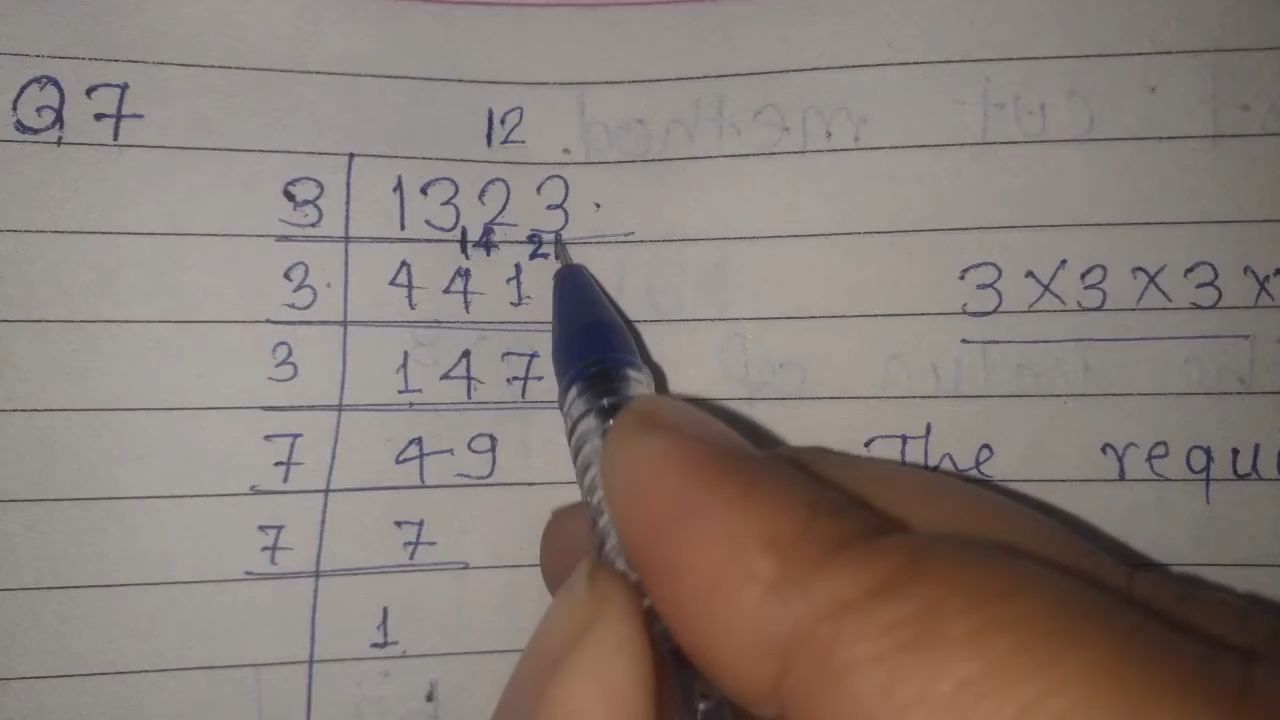 Q7
12
3 1323
14 21
3 441
3 × 3 × 3 ×
3 147
7 49
The requ
7 7
1